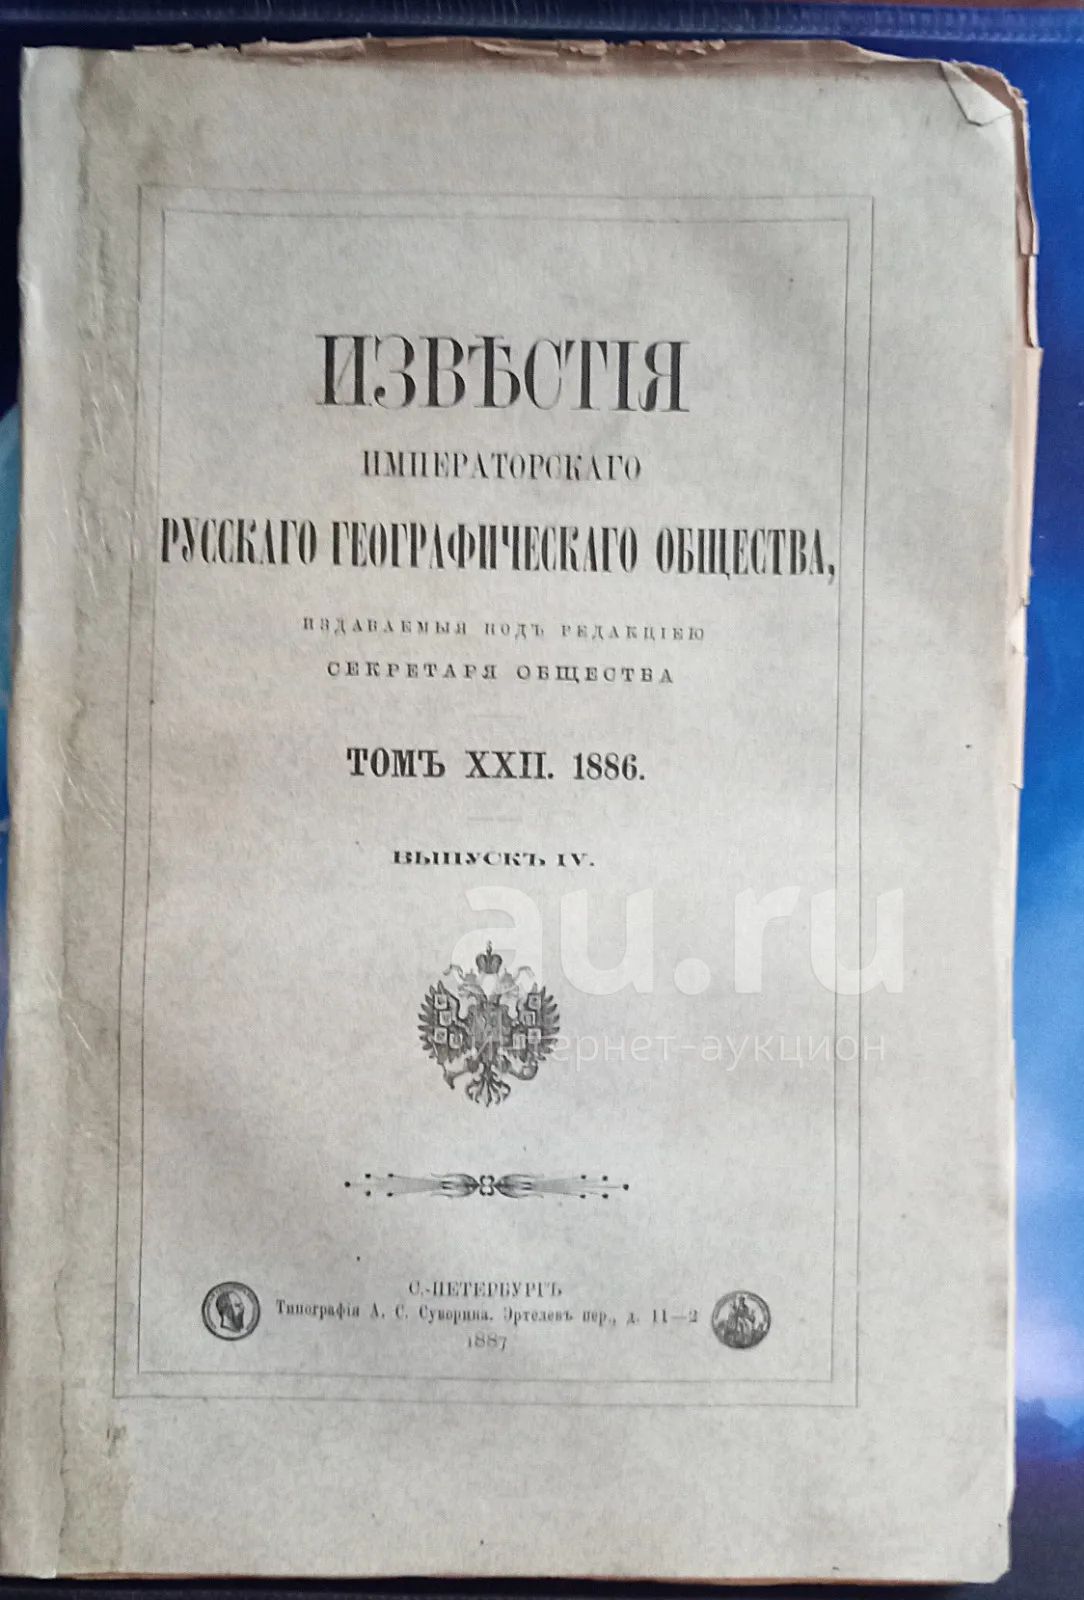 ИЗВѢСТІЯ
ИМПЕРАТОРСКАГО
РУССКАГО ГЕОГРАФИЧЕСКАГО ОБЩЕСТВА,
ИЗДАВАЕМЫЯ ПОДЪ РЕДАКЦІЕЮ
СЕКРЕТАРЯ ОБЩЕСТВА
ТОМЪ XXII. 1886.
ВЫПУСКЪ IV.
au.ru
интернет-аукцион
С.-ПЕТЕРБУРГЪ
Типографія А. С. Суворина. Эртелевъ пер., д. 11—2
1887